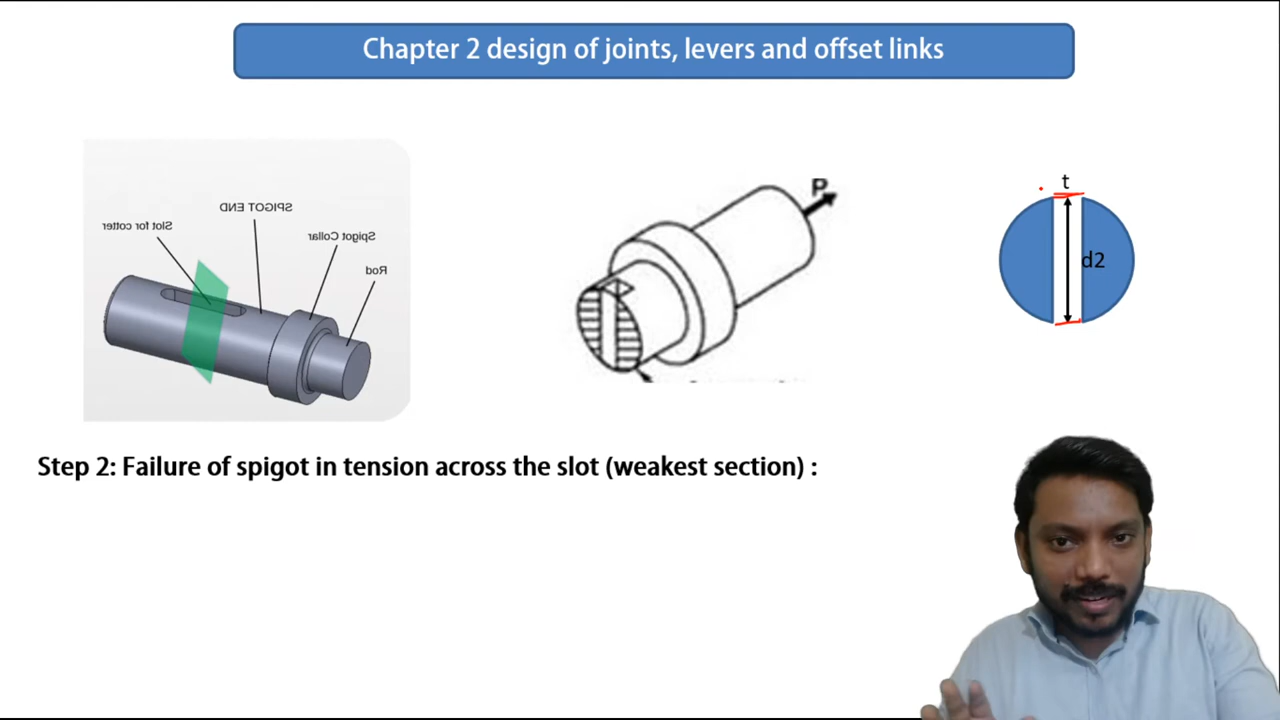 Chapter 2 design of joints, levers and offset links
SPIGOT END
Slot for cotter
Spigot Collar
Rod
P
t
d2
Step 2: Failure of spigot in tension across the slot (weakest section) :